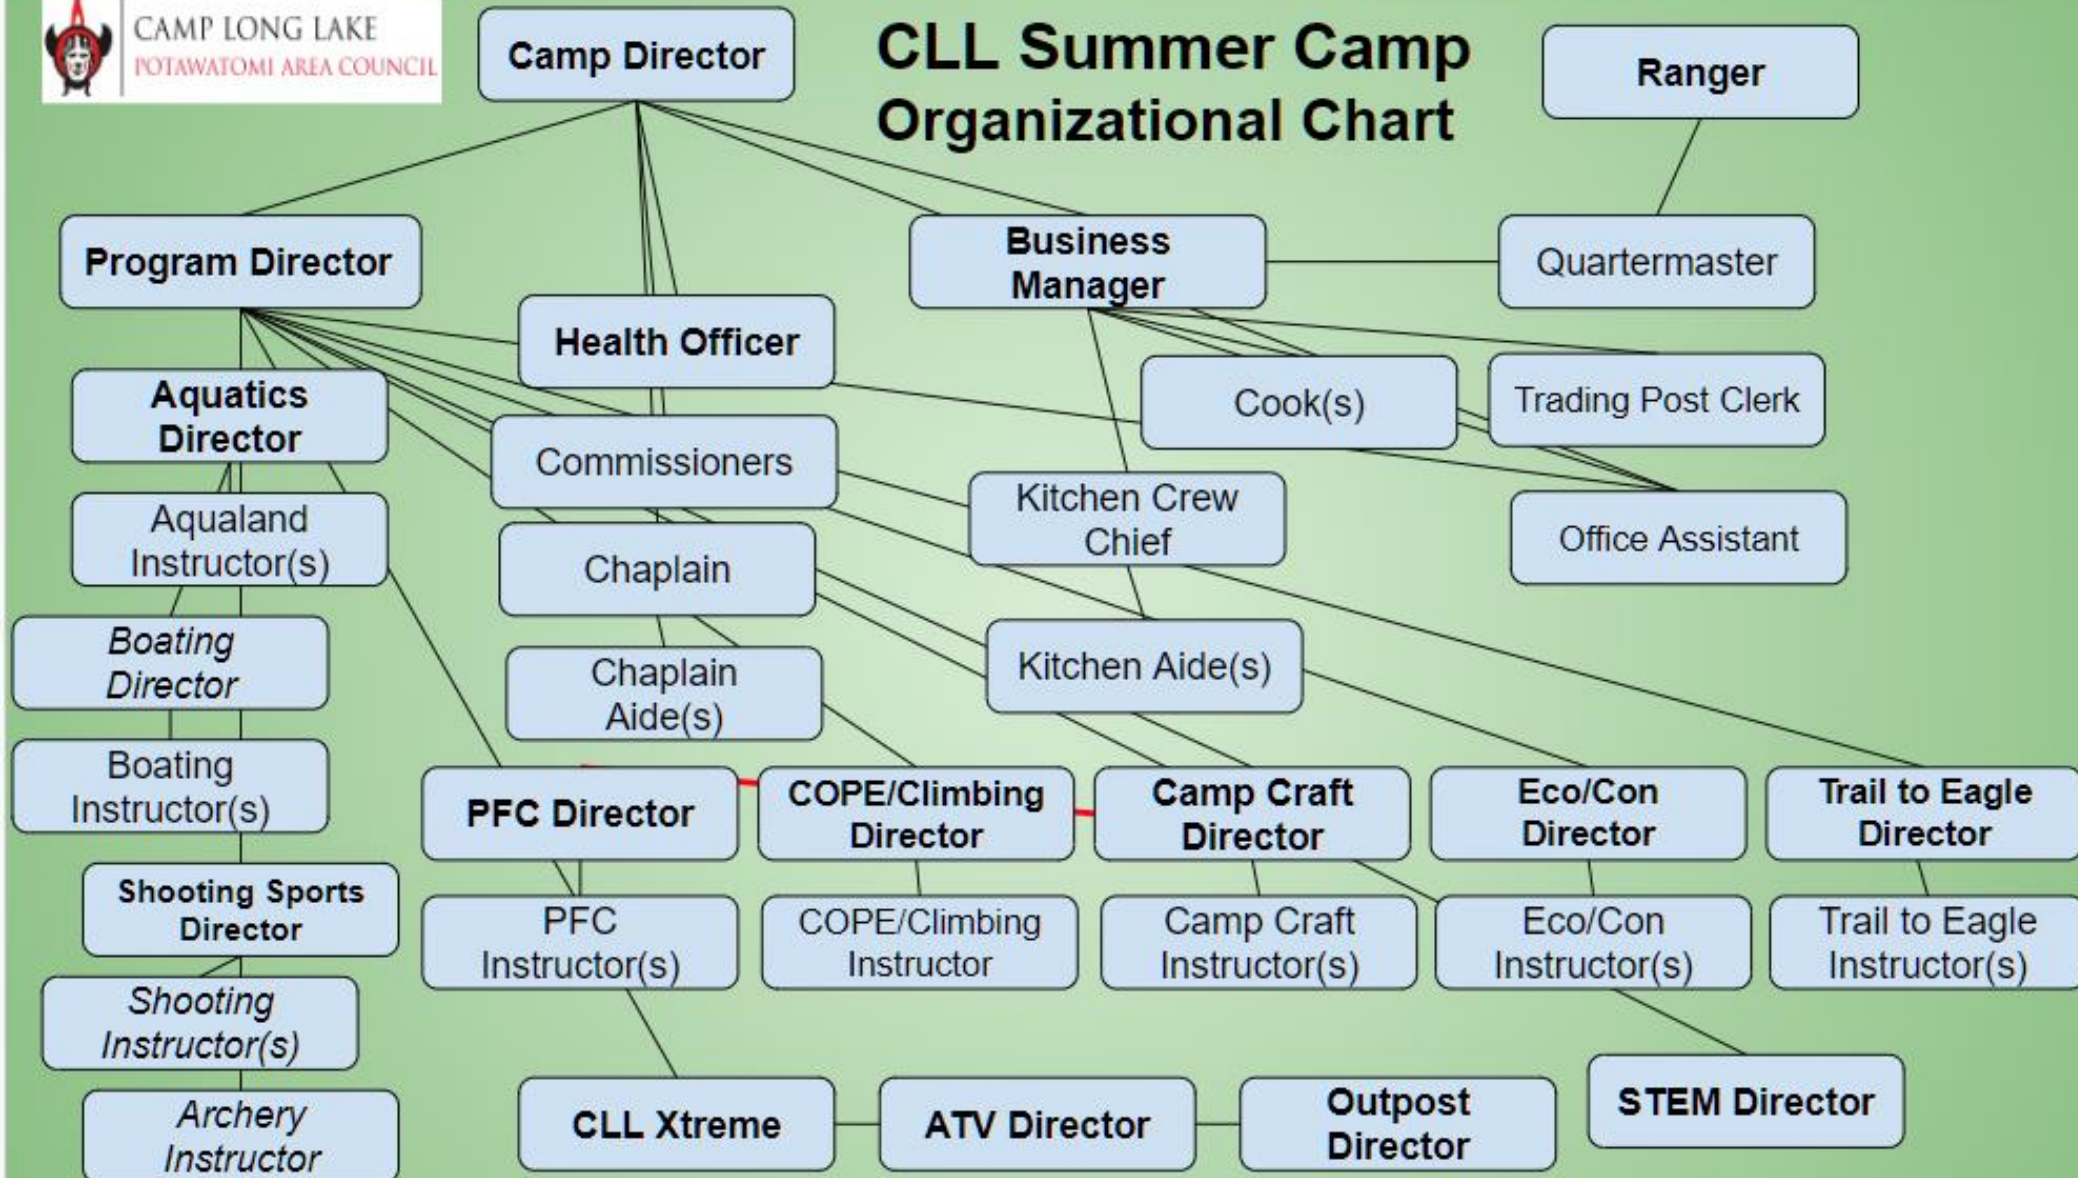 CAMP LONG LAKE
POTAWATOMI AREA COUNCIL
Camp Director
CLL Summer Camp
Organizational Chart
Ranger
Program Director
Business
Manager
Quartermaster
Health Officer
Aquatics
Director
Cook(s)
Trading Post Clerk
Commissioners
Aqualand
Instructor(s)
Kitchen Crew
Chief
Office Assistant
Chaplain
Boating
Director
Chaplain
Aide(s)
Kitchen Aide(s)
Boating
Instructor(s)
PFC Director
COPE/Climbing
Director
Camp Craft
Director
Eco/Con
Director
Trail to Eagle
Director
Shooting Sports
Director
PFC
Instructor(s)
COPE/Climbing
Instructor
Camp Craft
Instructor(s)
Eco/Con
Instructor(s)
Trail to Eagle
Instructor(s)
Shooting
Instructor(s)
Archery
Instructor
CLL Xtreme
ATV Director
Outpost
Director
STEM Director